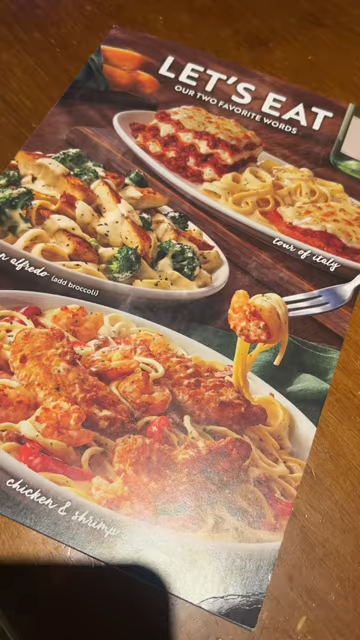 LET'S EAT
OUR TWO FAVORITE WORDS
tour of italy
alfredo (add broccoli)
chicken & shrimp